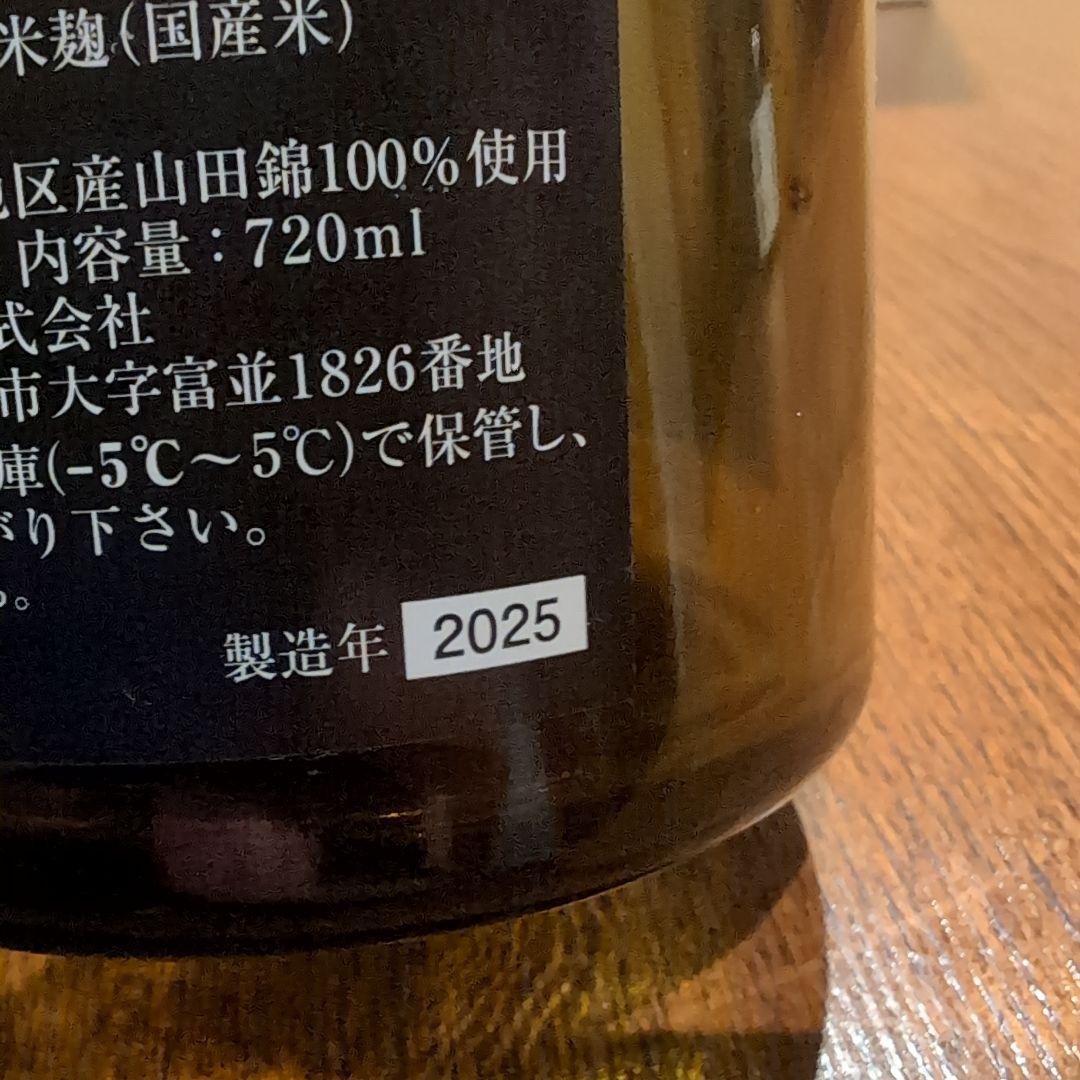 米麹(国産米)
地区産山田錦100%使用
内容量：720ml
式会社
市大字富並1826番地
庫(-5℃～5℃)で保管し、
がり下さい。
製造年 2025